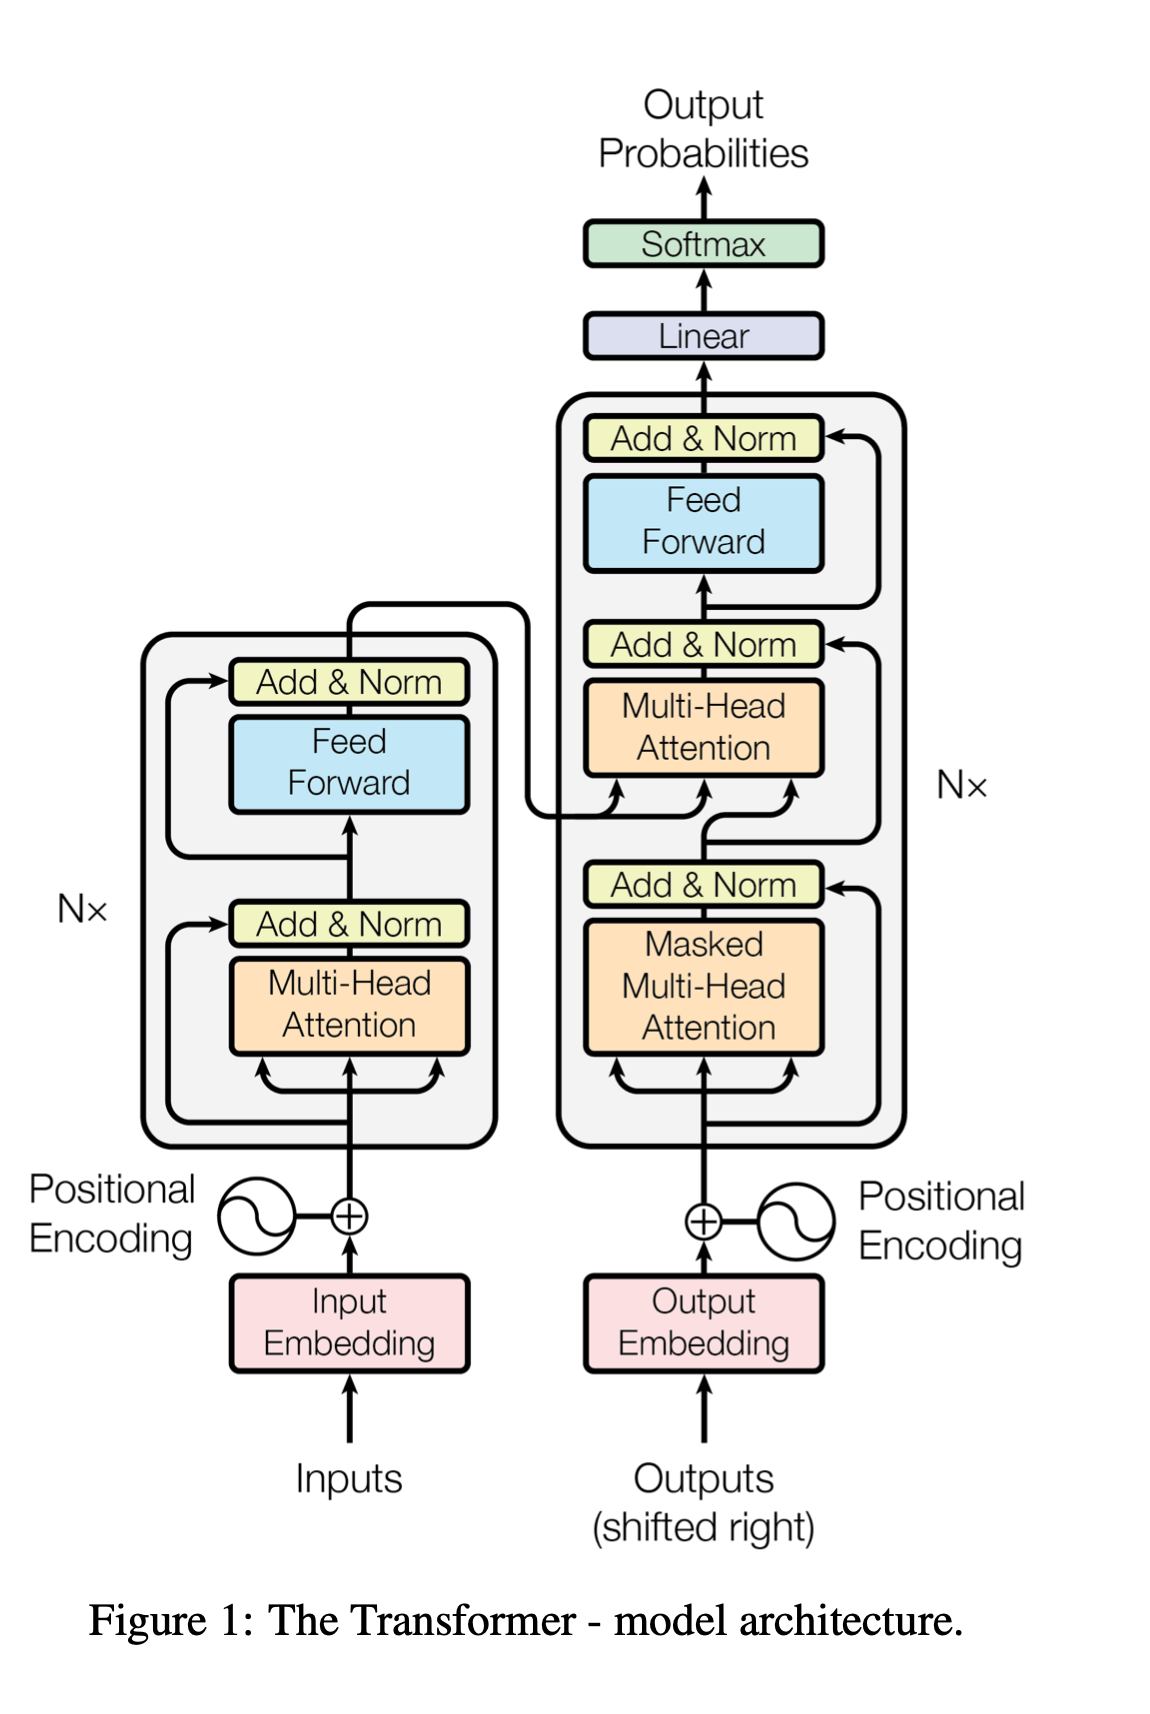 Output
Probabilities
Softmax
Linear
Add & Norm
Feed
Forward
Add & Norm
Multi-Head
Attention
Nx
Add & Norm
Masked
Multi-Head
Attention
Add & Norm
Feed
Forward
Nx
Add & Norm
Multi-Head
Attention
Positional
Encoding
Positional
Encoding
Input
Embedding
Output
Embedding
Inputs
Outputs
(shifted right)
Figure 1: The Transformer - model architecture.